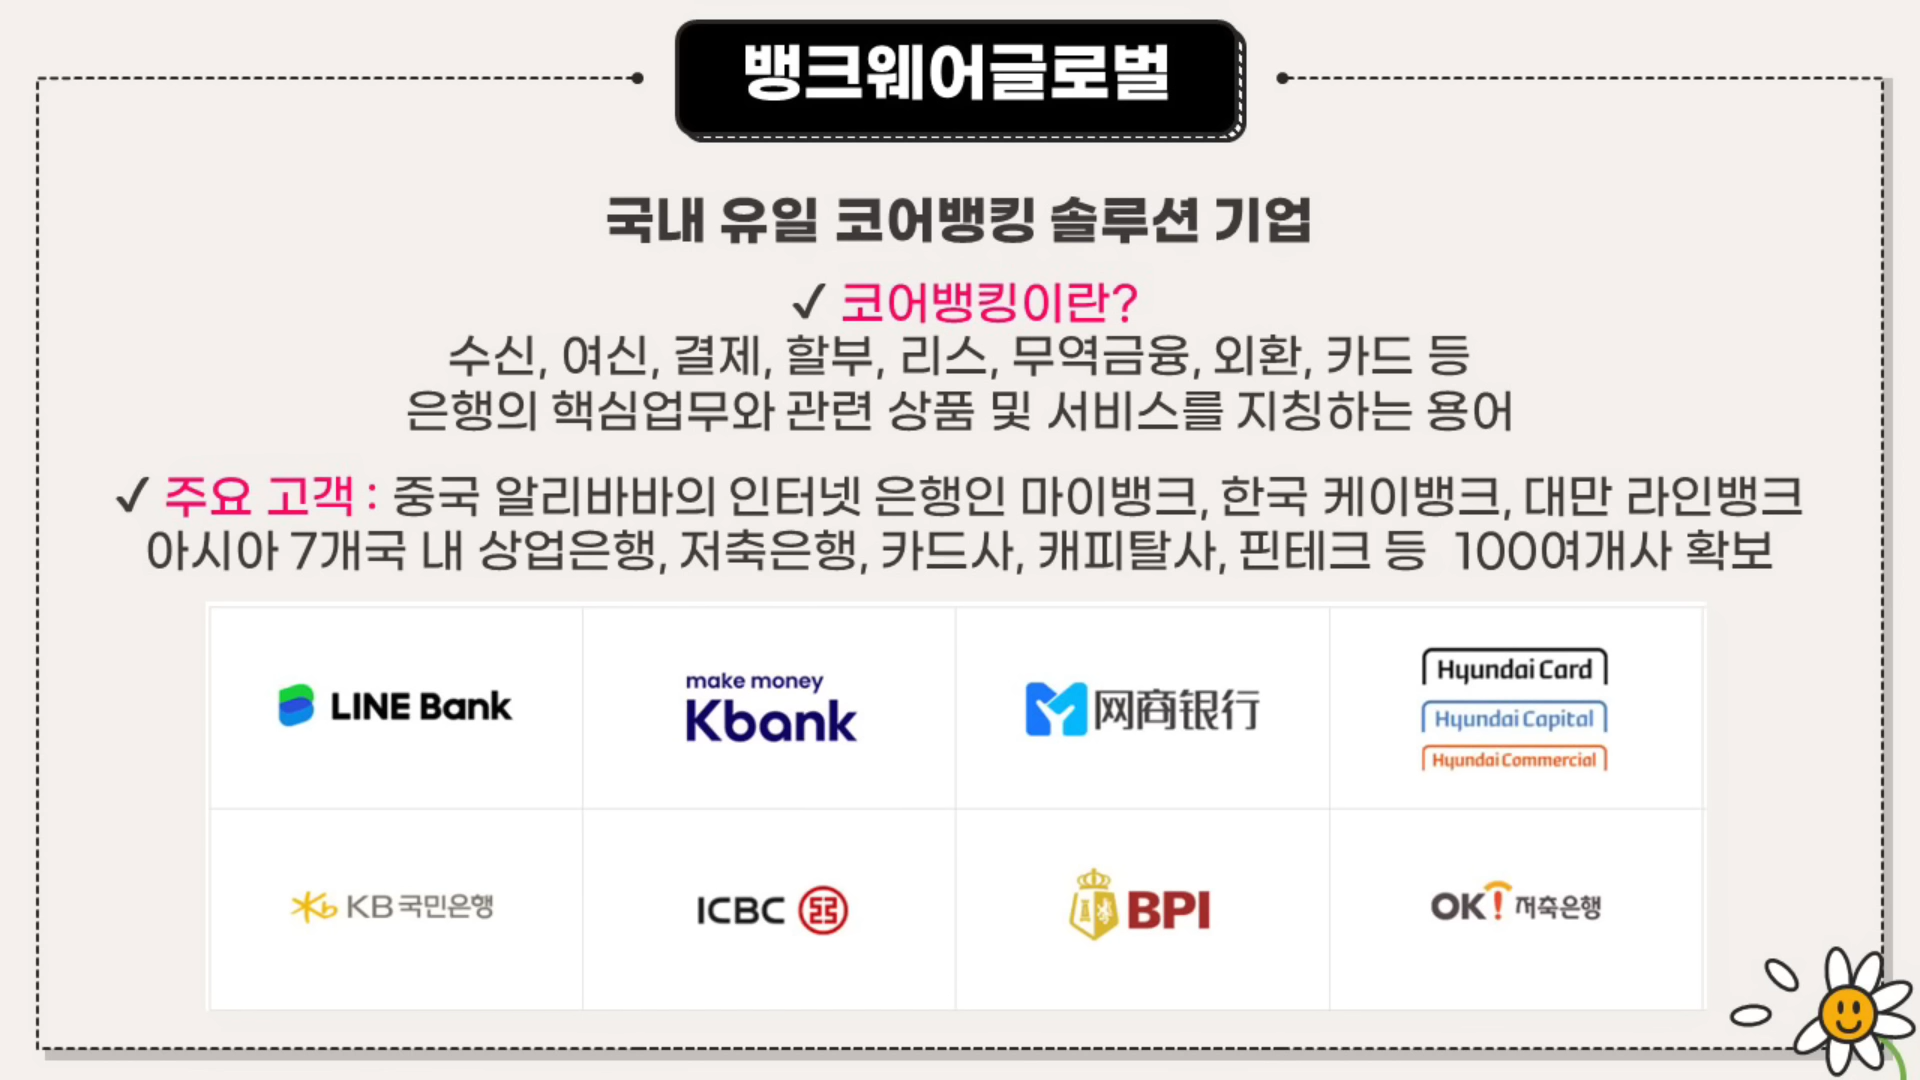 뱅크웨어글로벌
국내 유일 코어뱅킹 솔루션 기업
✓ 코어뱅킹이란?
수신, 여신, 결제, 할부, 리스, 무역금융, 외환, 카드 등
은행의 핵심업무와 관련 상품 및 서비스를 지칭하는 용어
✓ 주요 고객 : 중국 알리바바의 인터넷 은행인 마이뱅크, 한국 케이뱅크, 대만 라인뱅크
아시아 7개국 내 상업은행, 저축은행, 카드사, 캐피탈사, 핀테크 등 100여개사 확보
LINE Bank
make money
Kbank
网商银行
Hyundai Card
Hyundai Capital
Hyundai Commercial
KB 국민은행
ICBC
BPI
OK! 저축은행